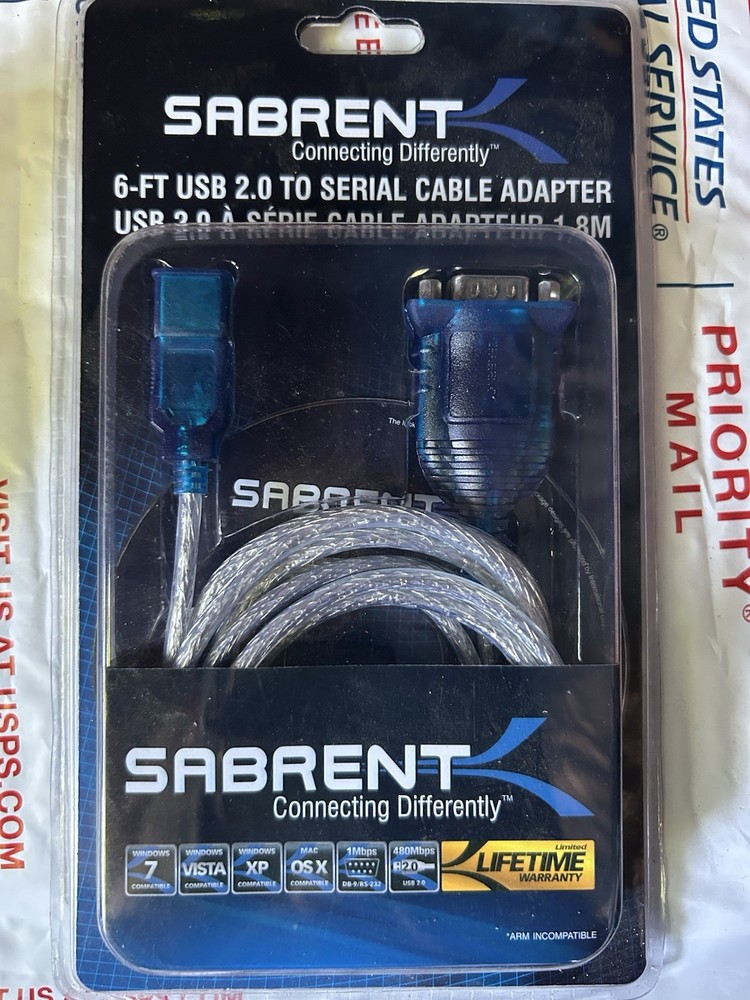 SABRENT
Connecting Differently™
6-FT USB 2.0 TO SERIAL CABLE ADAPTER
USB 2.0 À SÉRIE CABLE ADAPTEUR 1.8M
The
SABRENT
SABRENT
Connecting Differently™
WINDOWS
7
COMPATIBLE
WINDOWS
VISTA
COMPATIBLE
WINDOWS
XP
COMPATIBLE
MAC
OS X
COMPATIBLE
1Mbps
DB-9/RS-232
480Mbps
2.0
USB 2.0
Limited
LIFETIME
WARRANTY
*ARM INCOMPATIBLE
ED STATES
AL SERVICE®
PRIORITY
MAIL
VISIT US AT USPS.COM